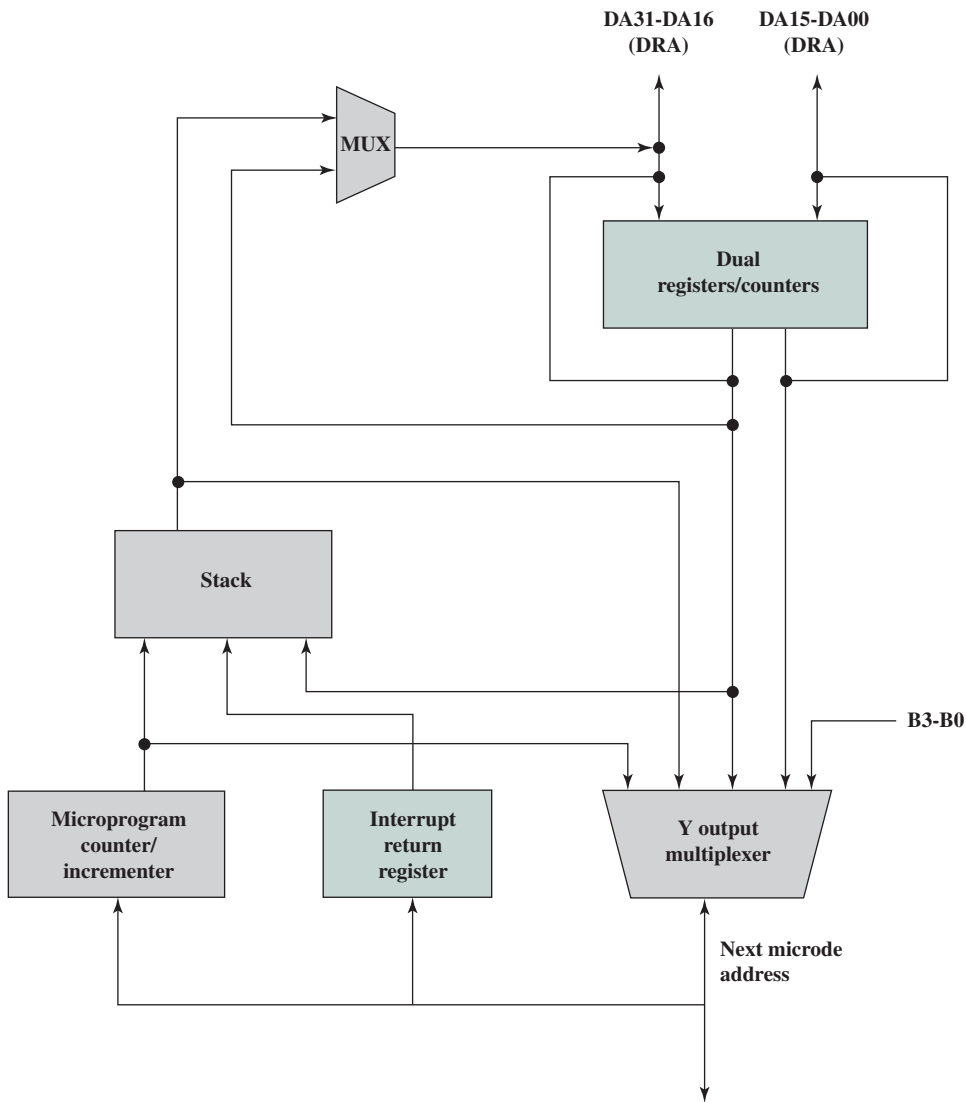 DA31-DA16
(DRA)
DA15-DA00
(DRA)
MUX
Dual
registers/counters
Stack
B3-B0
Microprogram
counter/
incrementer
Interrupt
return
register
Y output
multiplexer
Next microde
address